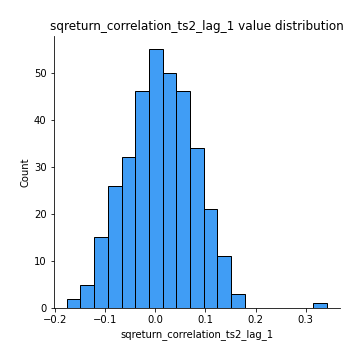 sqreturn_correlation_ts2_lag_1 value distribution
50
40
30
20
10
0
Count
−0.2 −0.1 0.0 0.1 0.2 0.3
sqreturn_correlation_ts2_lag_1